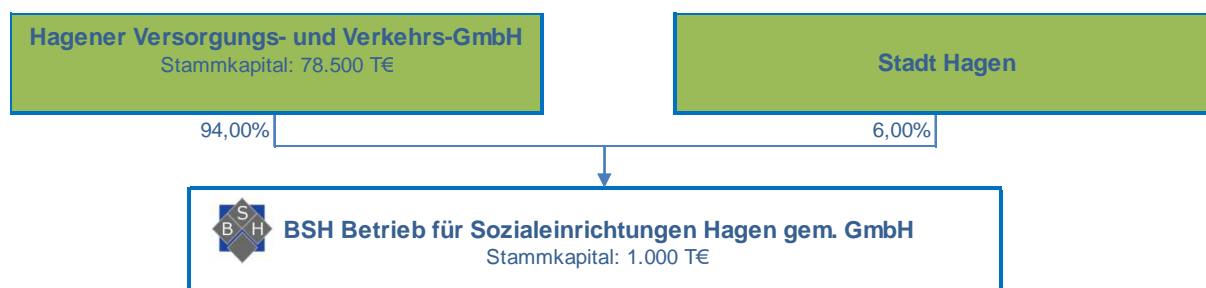 Hagener Versorgungs- und Verkehrs-GmbH
Stammkapital: 78.500 T€
Stadt Hagen
94,00%
6,00%
S
B H
BSH Betrieb für Sozialeinrichtungen Hagen gem. GmbH
Stammkapital: 1.000 T€